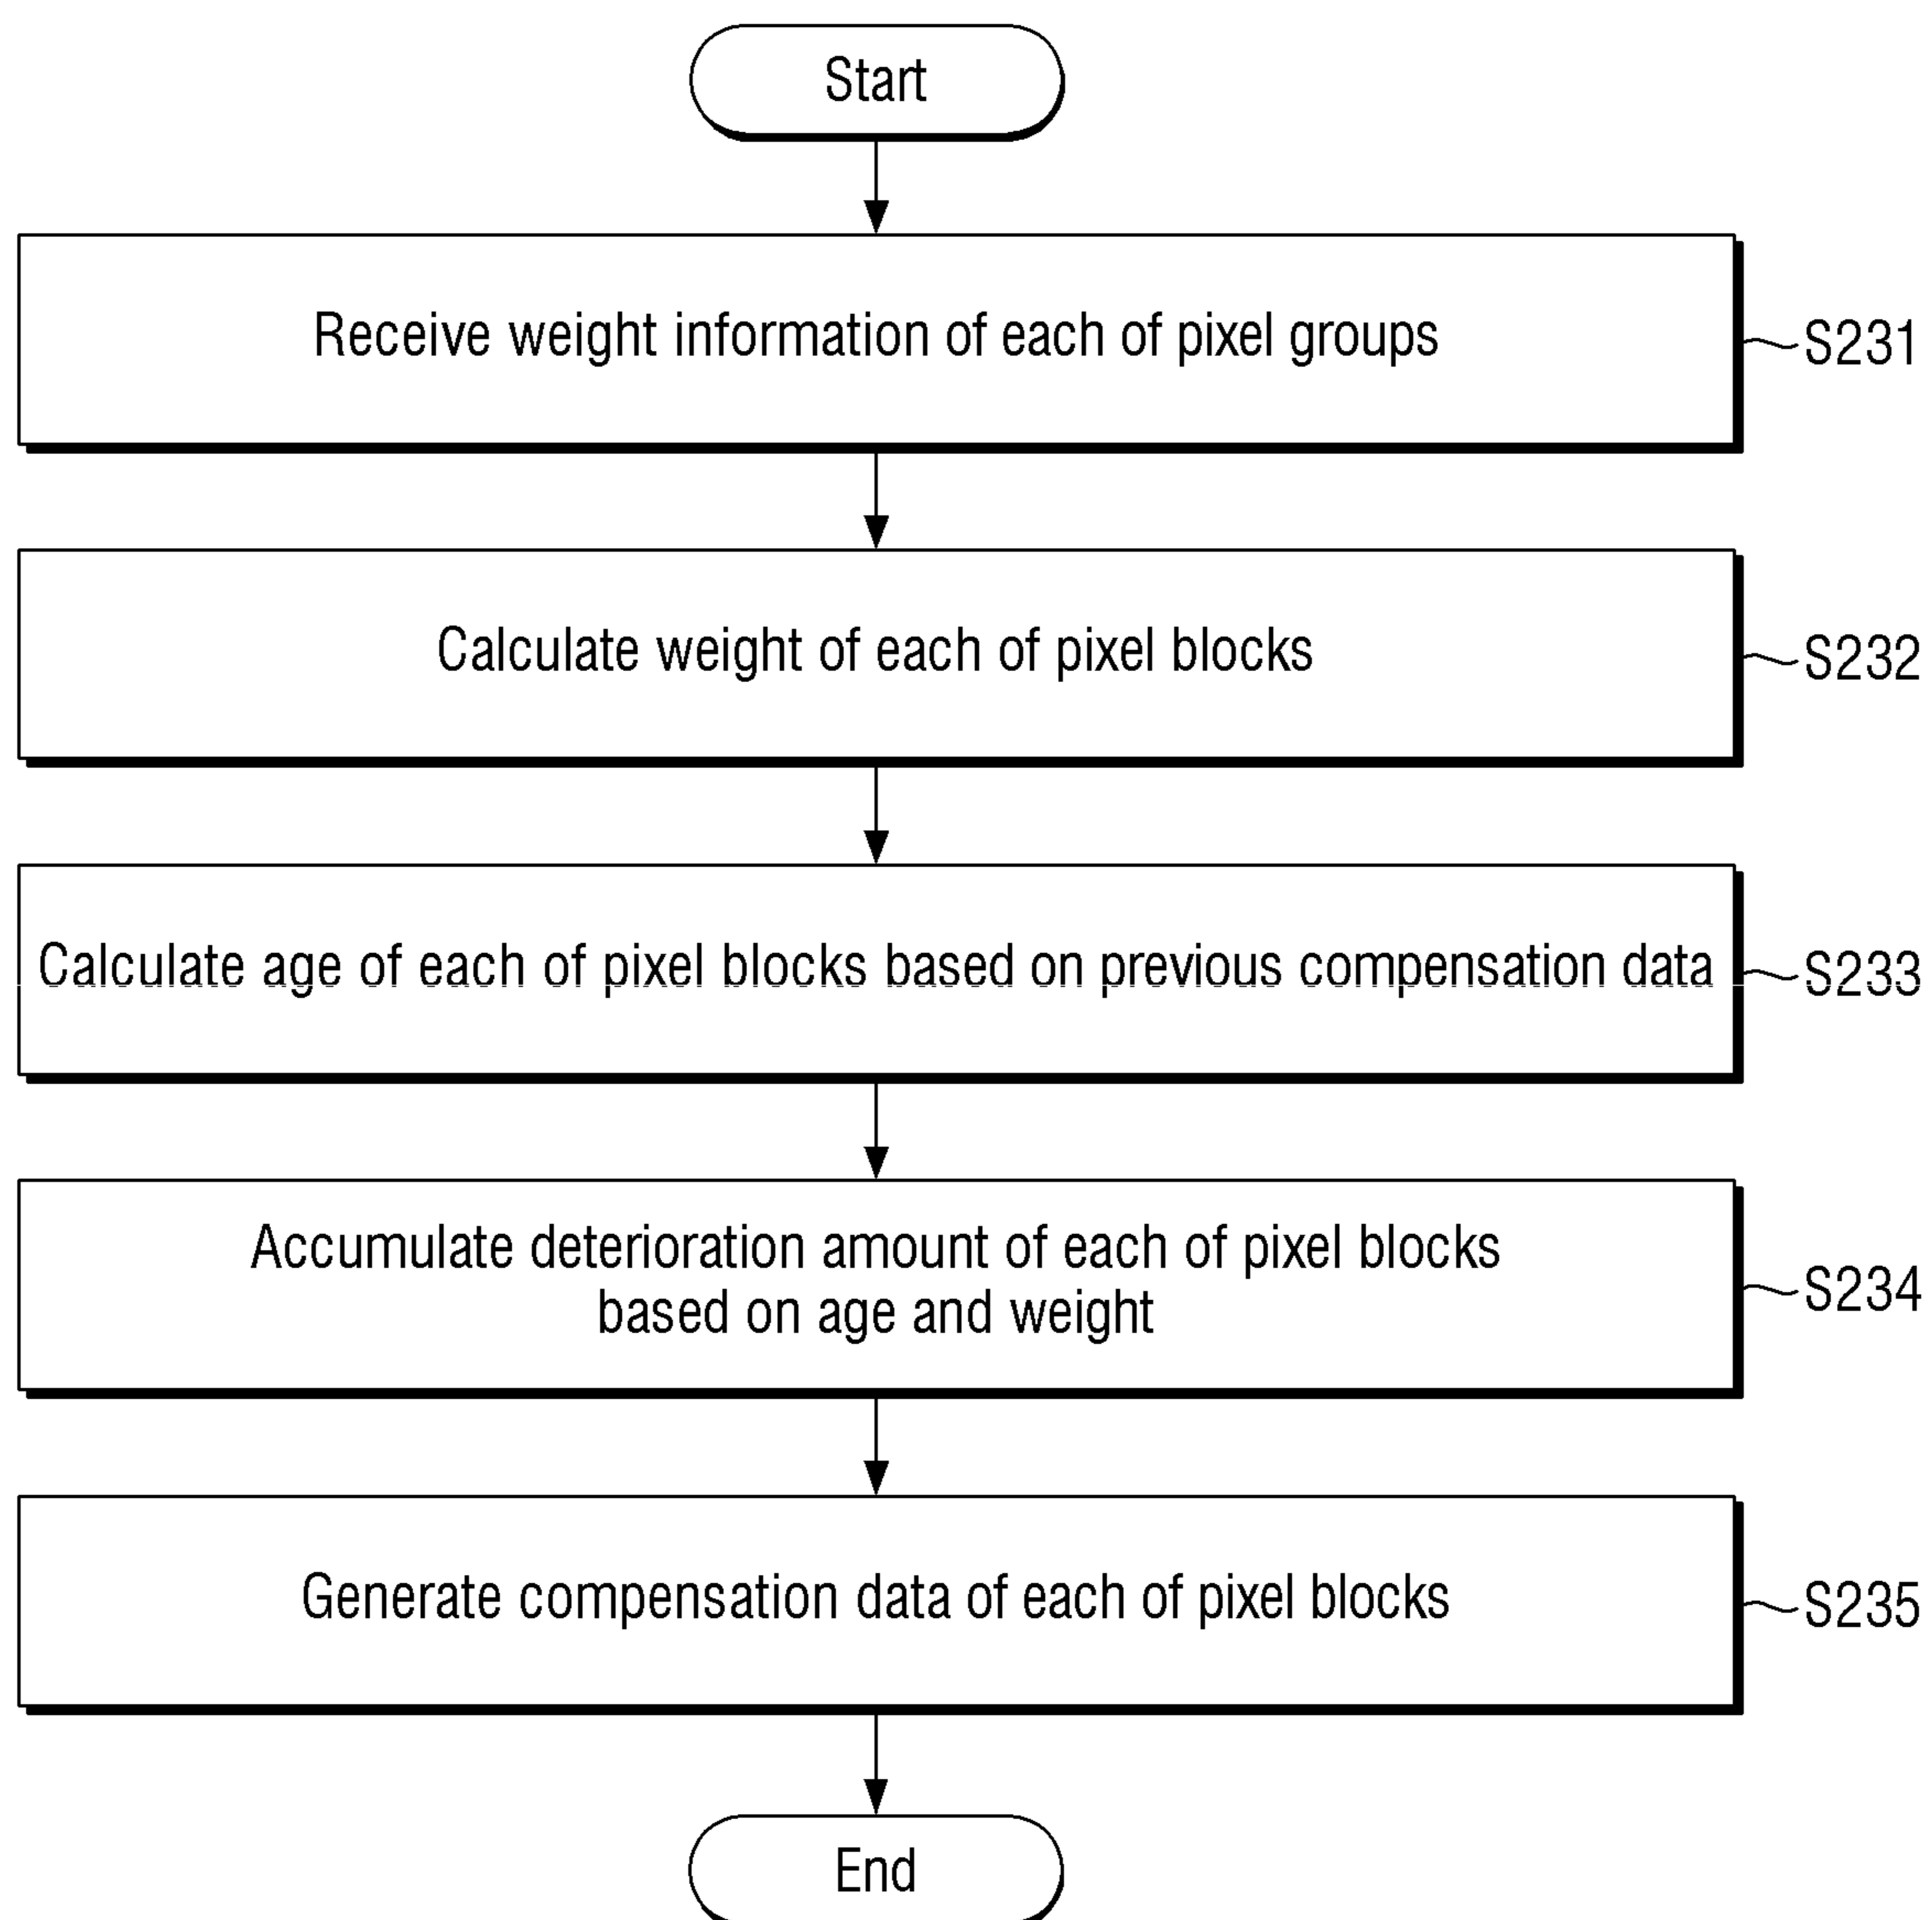 Start
Receive weight information of each of pixel groups
S231
Calculate weight of each of pixel blocks
S232
Calculate age of each of pixel blocks based on previous compensation data
S233
Accumulate deterioration amount of each of pixel blocks
based on age and weight
S234
Generate compensation data of each of pixel blocks
S235
End